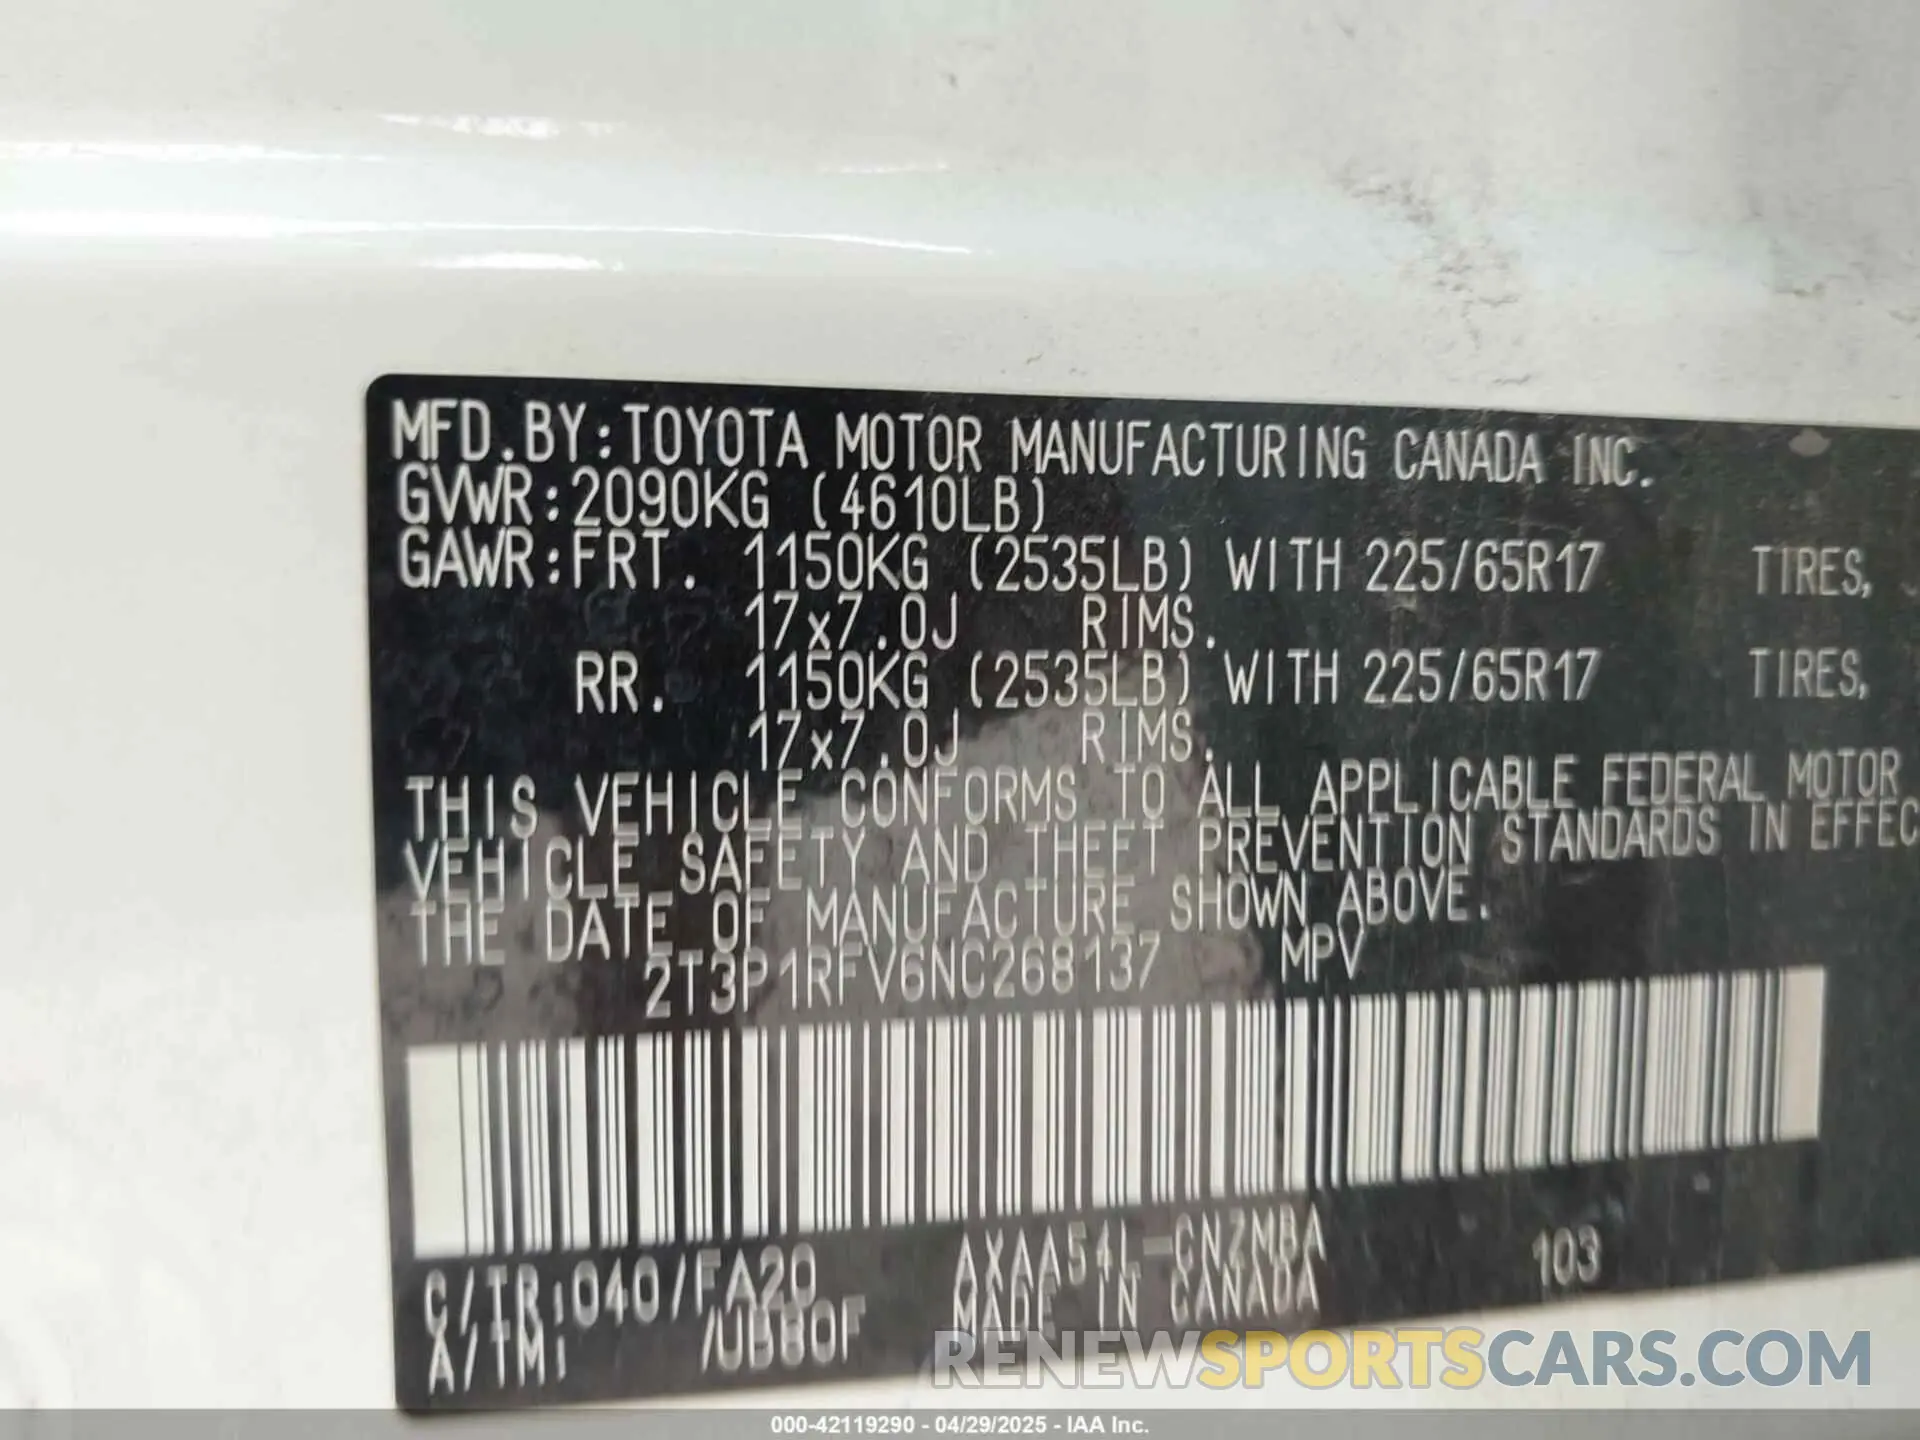 MFD.BY:TOYOTA MOTOR MANUFACTURING CANADA INC.
GVWR:2090KG (4610LB)
GAWR:FRT. 1150KG (2535LB) WITH 225/65R17 TIRES,
17x7.0J RIMS.
RR. 1150KG (2535LB) WITH 225/65R17 TIRES,
17x7.0J RIMS.
THIS VEHICLE CONFORMS TO ALL APPLICABLE FEDERAL MOTOR
VEHICLE SAFETY AND THEFT PREVENTION STANDARDS IN EFFEC
THE DATE OF MANUFACTURE SHOWN ABOVE.
2T3P1RFV6NC268137 MPV
C/TR:040/FA20 AXAA54L-CNZMBA 103
A/TM: /UB80F MADE IN CANADA
RENEWSPORTSCARS.COM
000-42119290 - 04/29/2025 - IAA Inc.